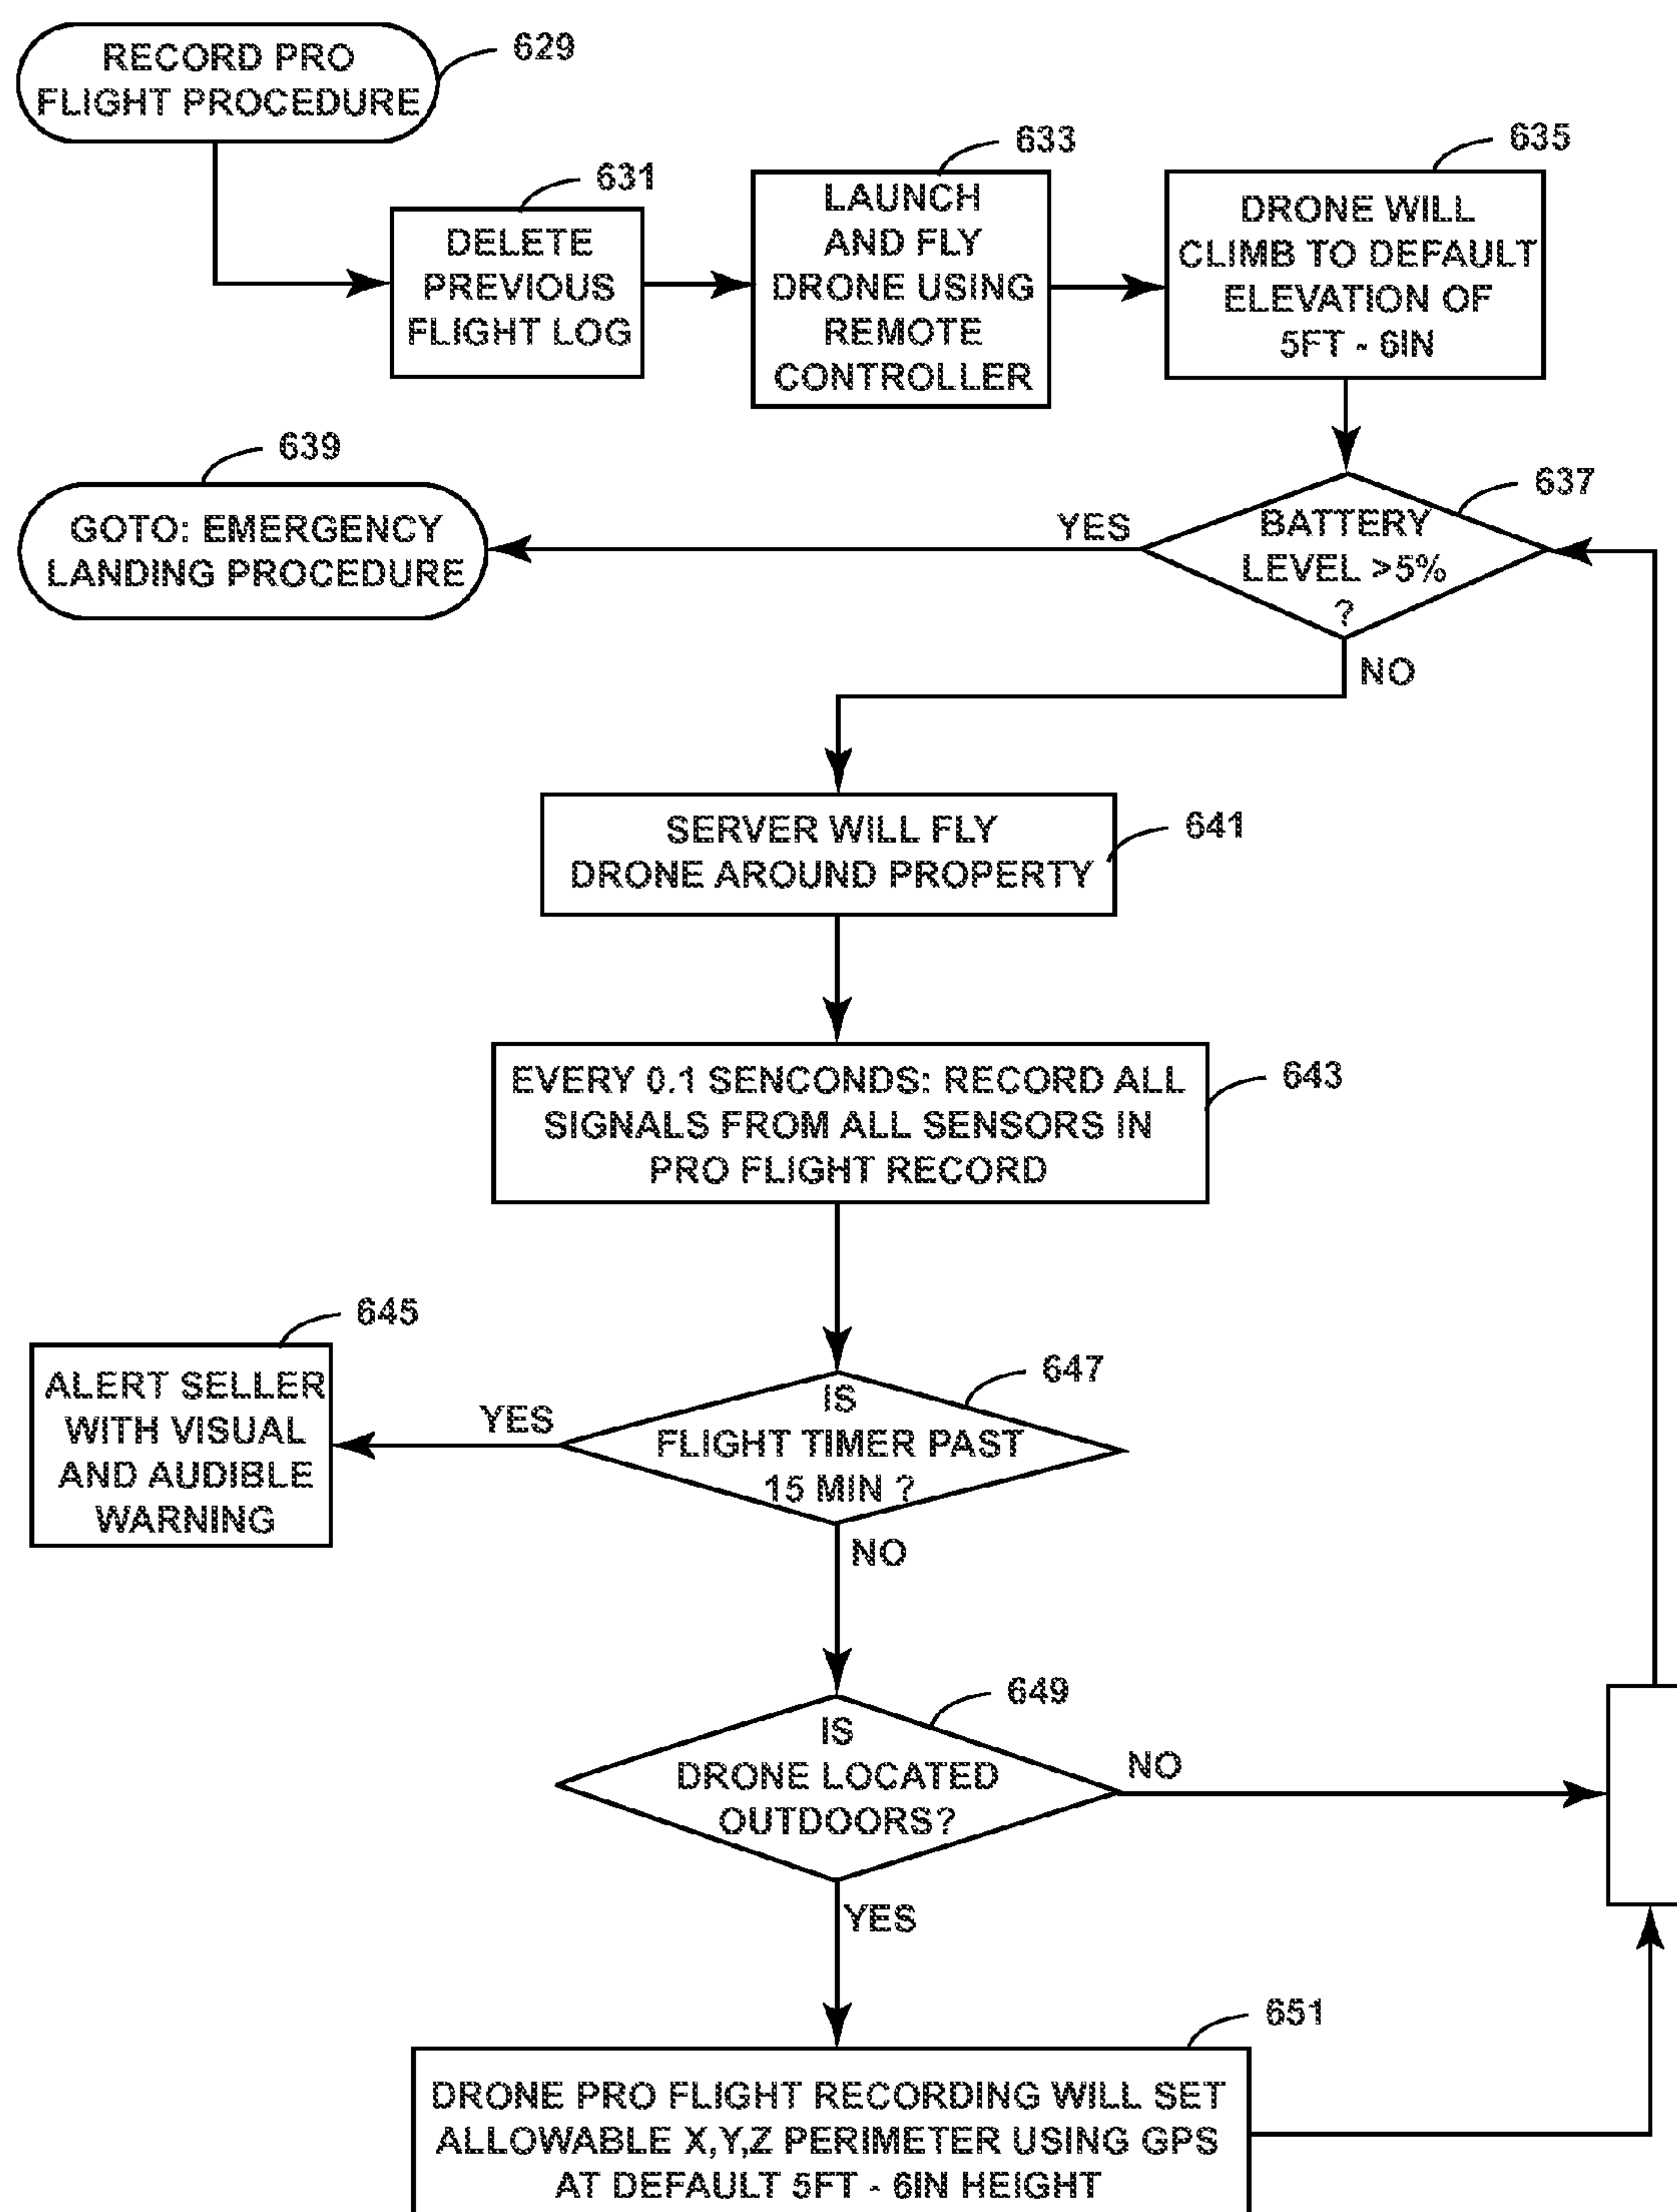 RECORD PRO
FLIGHT PROCEDURE
629
631
DELETE
PREVIOUS
FLIGHT LOG
633
LAUNCH
AND FLY
DRONE USING
REMOTE
CONTROLLER
635
DRONE WILL
CLIMB TO DEFAULT
ELEVATION OF
5FT - 6IN
639
GOTO: EMERGENCY
LANDING PROCEDURE
YES
637
BATTERY
LEVEL >5%
?
NO
SERVER WILL FLY
DRONE AROUND PROPERTY
641
EVERY 0.1 SENCONDS: RECORD ALL
SIGNALS FROM ALL SENSORS IN
PRO FLIGHT RECORD
643
645
ALERT SELLER
WITH VISUAL
AND AUDIBLE
WARNING
YES
647
IS
FLIGHT TIMER PAST
15 MIN ?
NO
649
IS
DRONE LOCATED
OUTDOORS?
NO
YES
651
DRONE PRO FLIGHT RECORDING WILL SET
ALLOWABLE X,Y,Z PERIMETER USING GPS
AT DEFAULT 5FT - 6IN HEIGHT